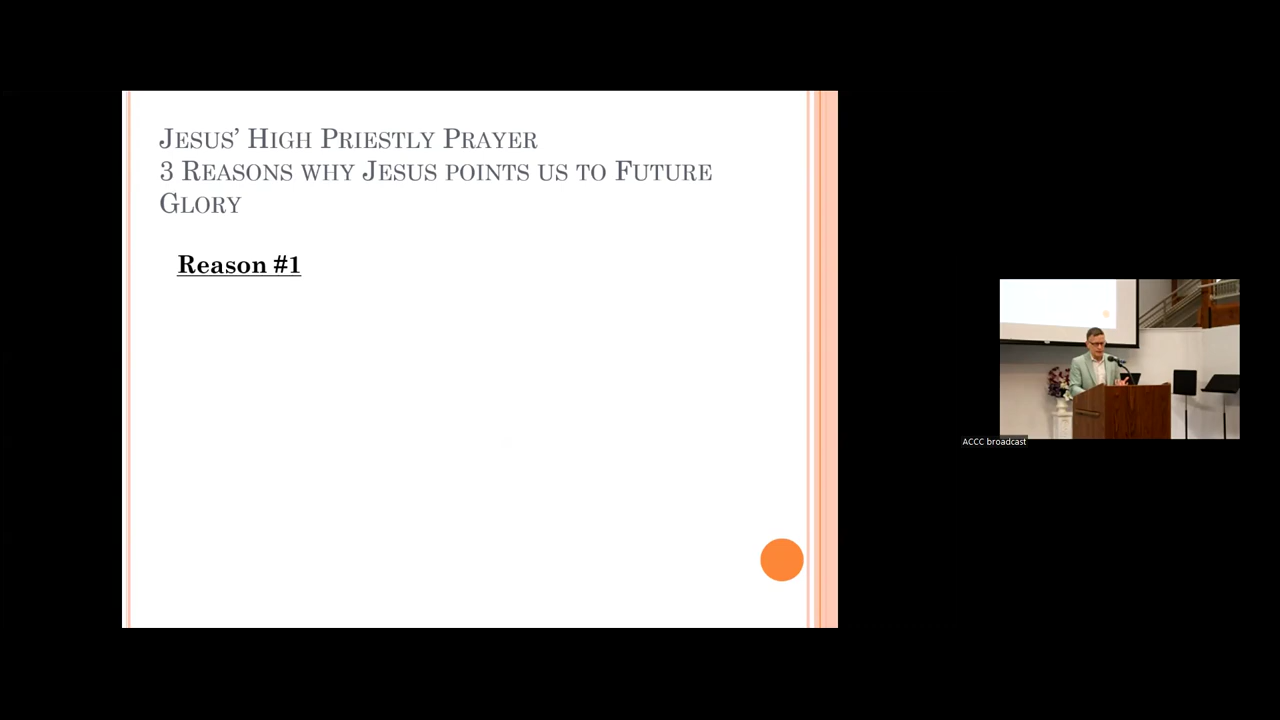 Jesus’ High Priestly Prayer
3 Reasons why Jesus points us to Future
Glory
Reason #1
ACCC broadcast